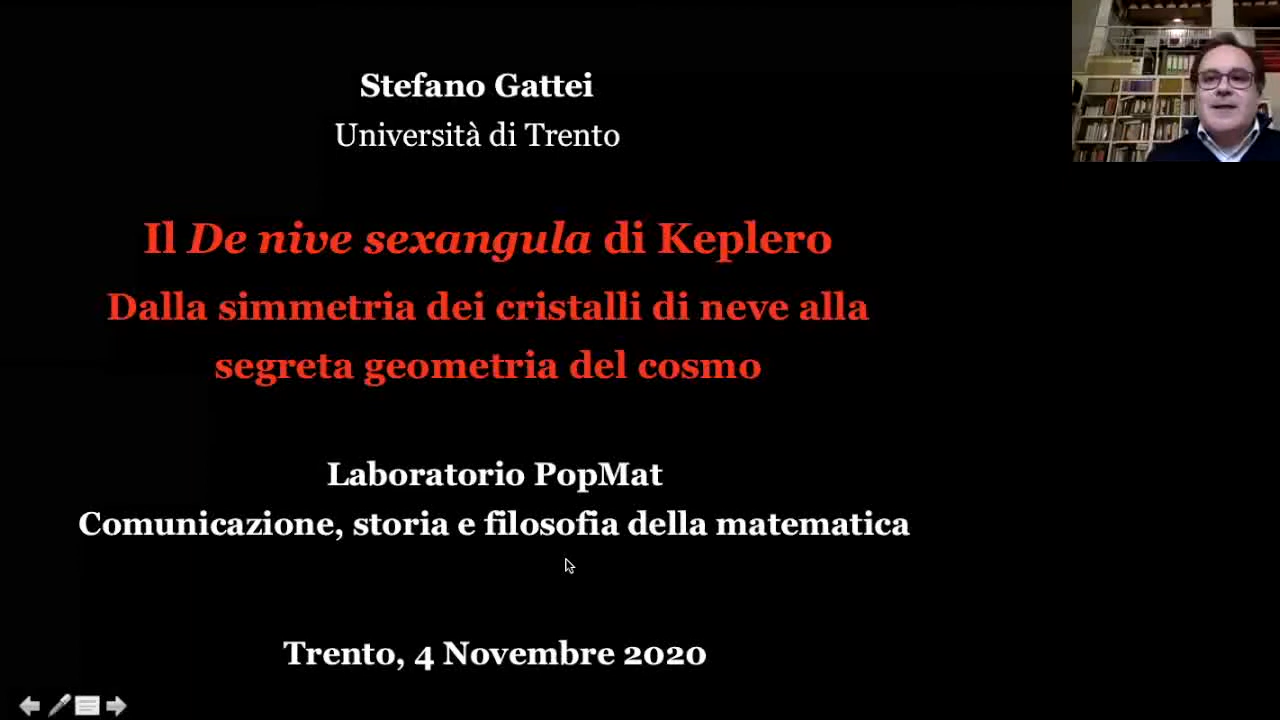 Stefano Gattei
Università di Trento
Il De nive sexangula di Keplero
Dalla simmetria dei cristalli di neve alla
segreta geometria del cosmo
Laboratorio PopMat
Comunicazione, storia e filosofia della matematica
Trento, 4 Novembre 2020